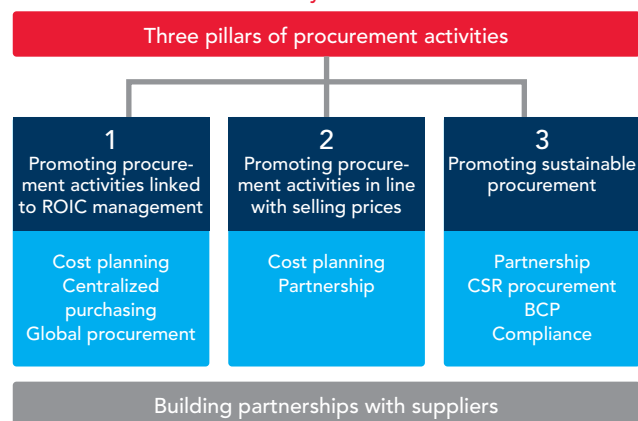 Three pillars of procurement activities
1
Promoting procure-
ment activities linked
to ROIC management
Cost planning
Centralized
purchasing
Global procurement
2
Promoting procure-
ment activities in line
with selling prices
Cost planning
Partnership
3
Promoting sustainable
procurement
Partnership
CSR procurement
BCP
Compliance
Building partnerships with suppliers